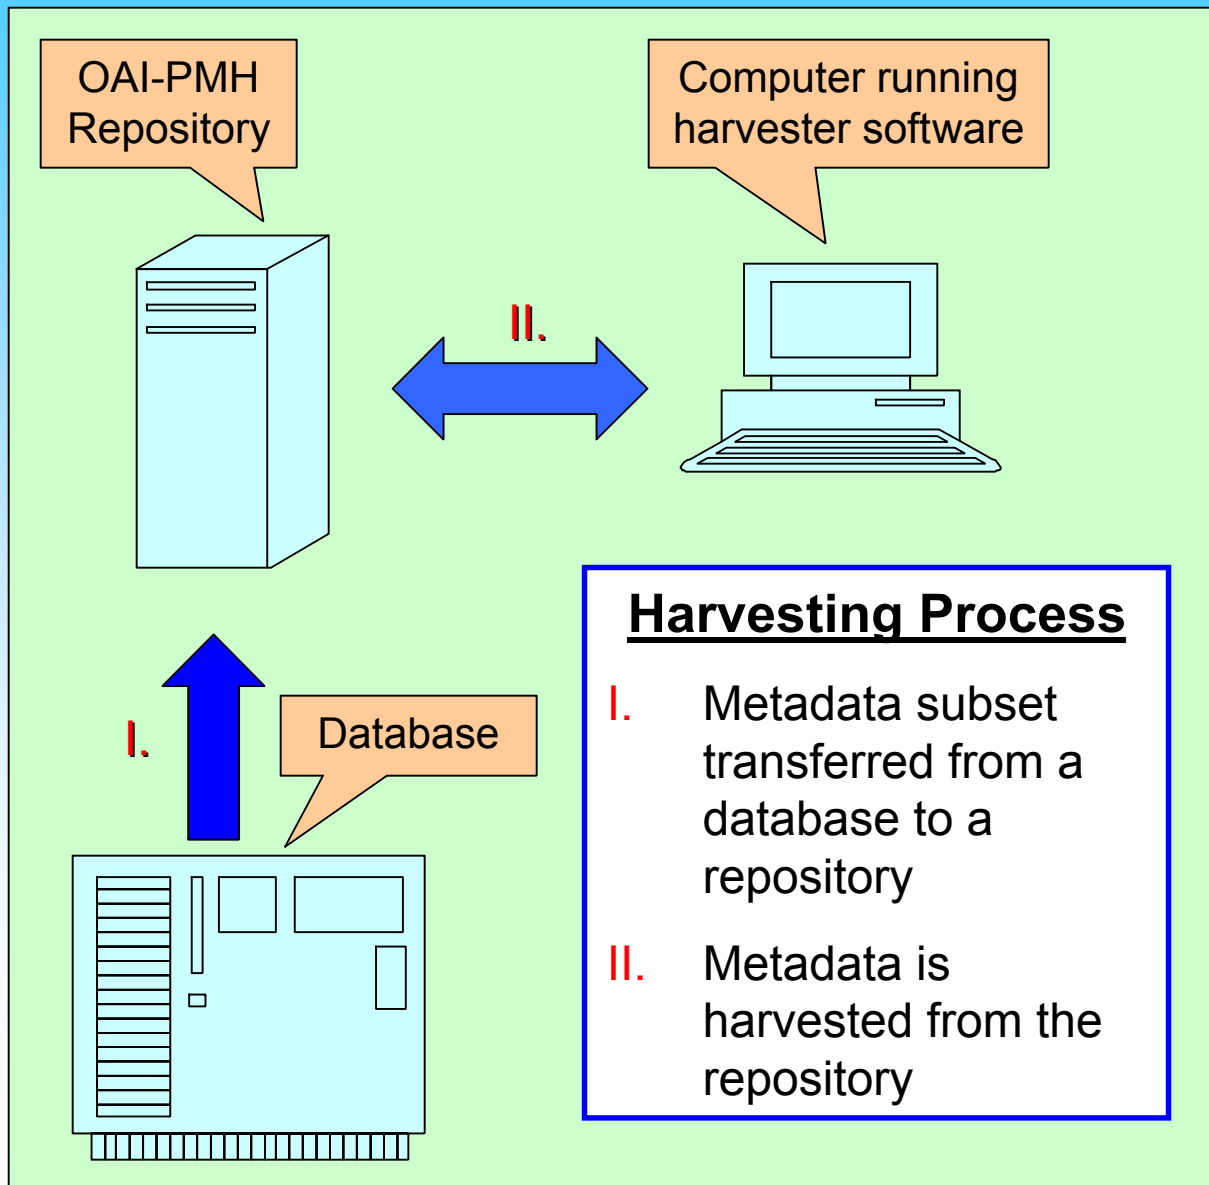 OAI-PMH
Repository
Computer running
harvester software
II.
I.
Database
Harvesting Process
I. Metadata subset
transferred from a
database to a
repository
II. Metadata is
harvested from the
repository